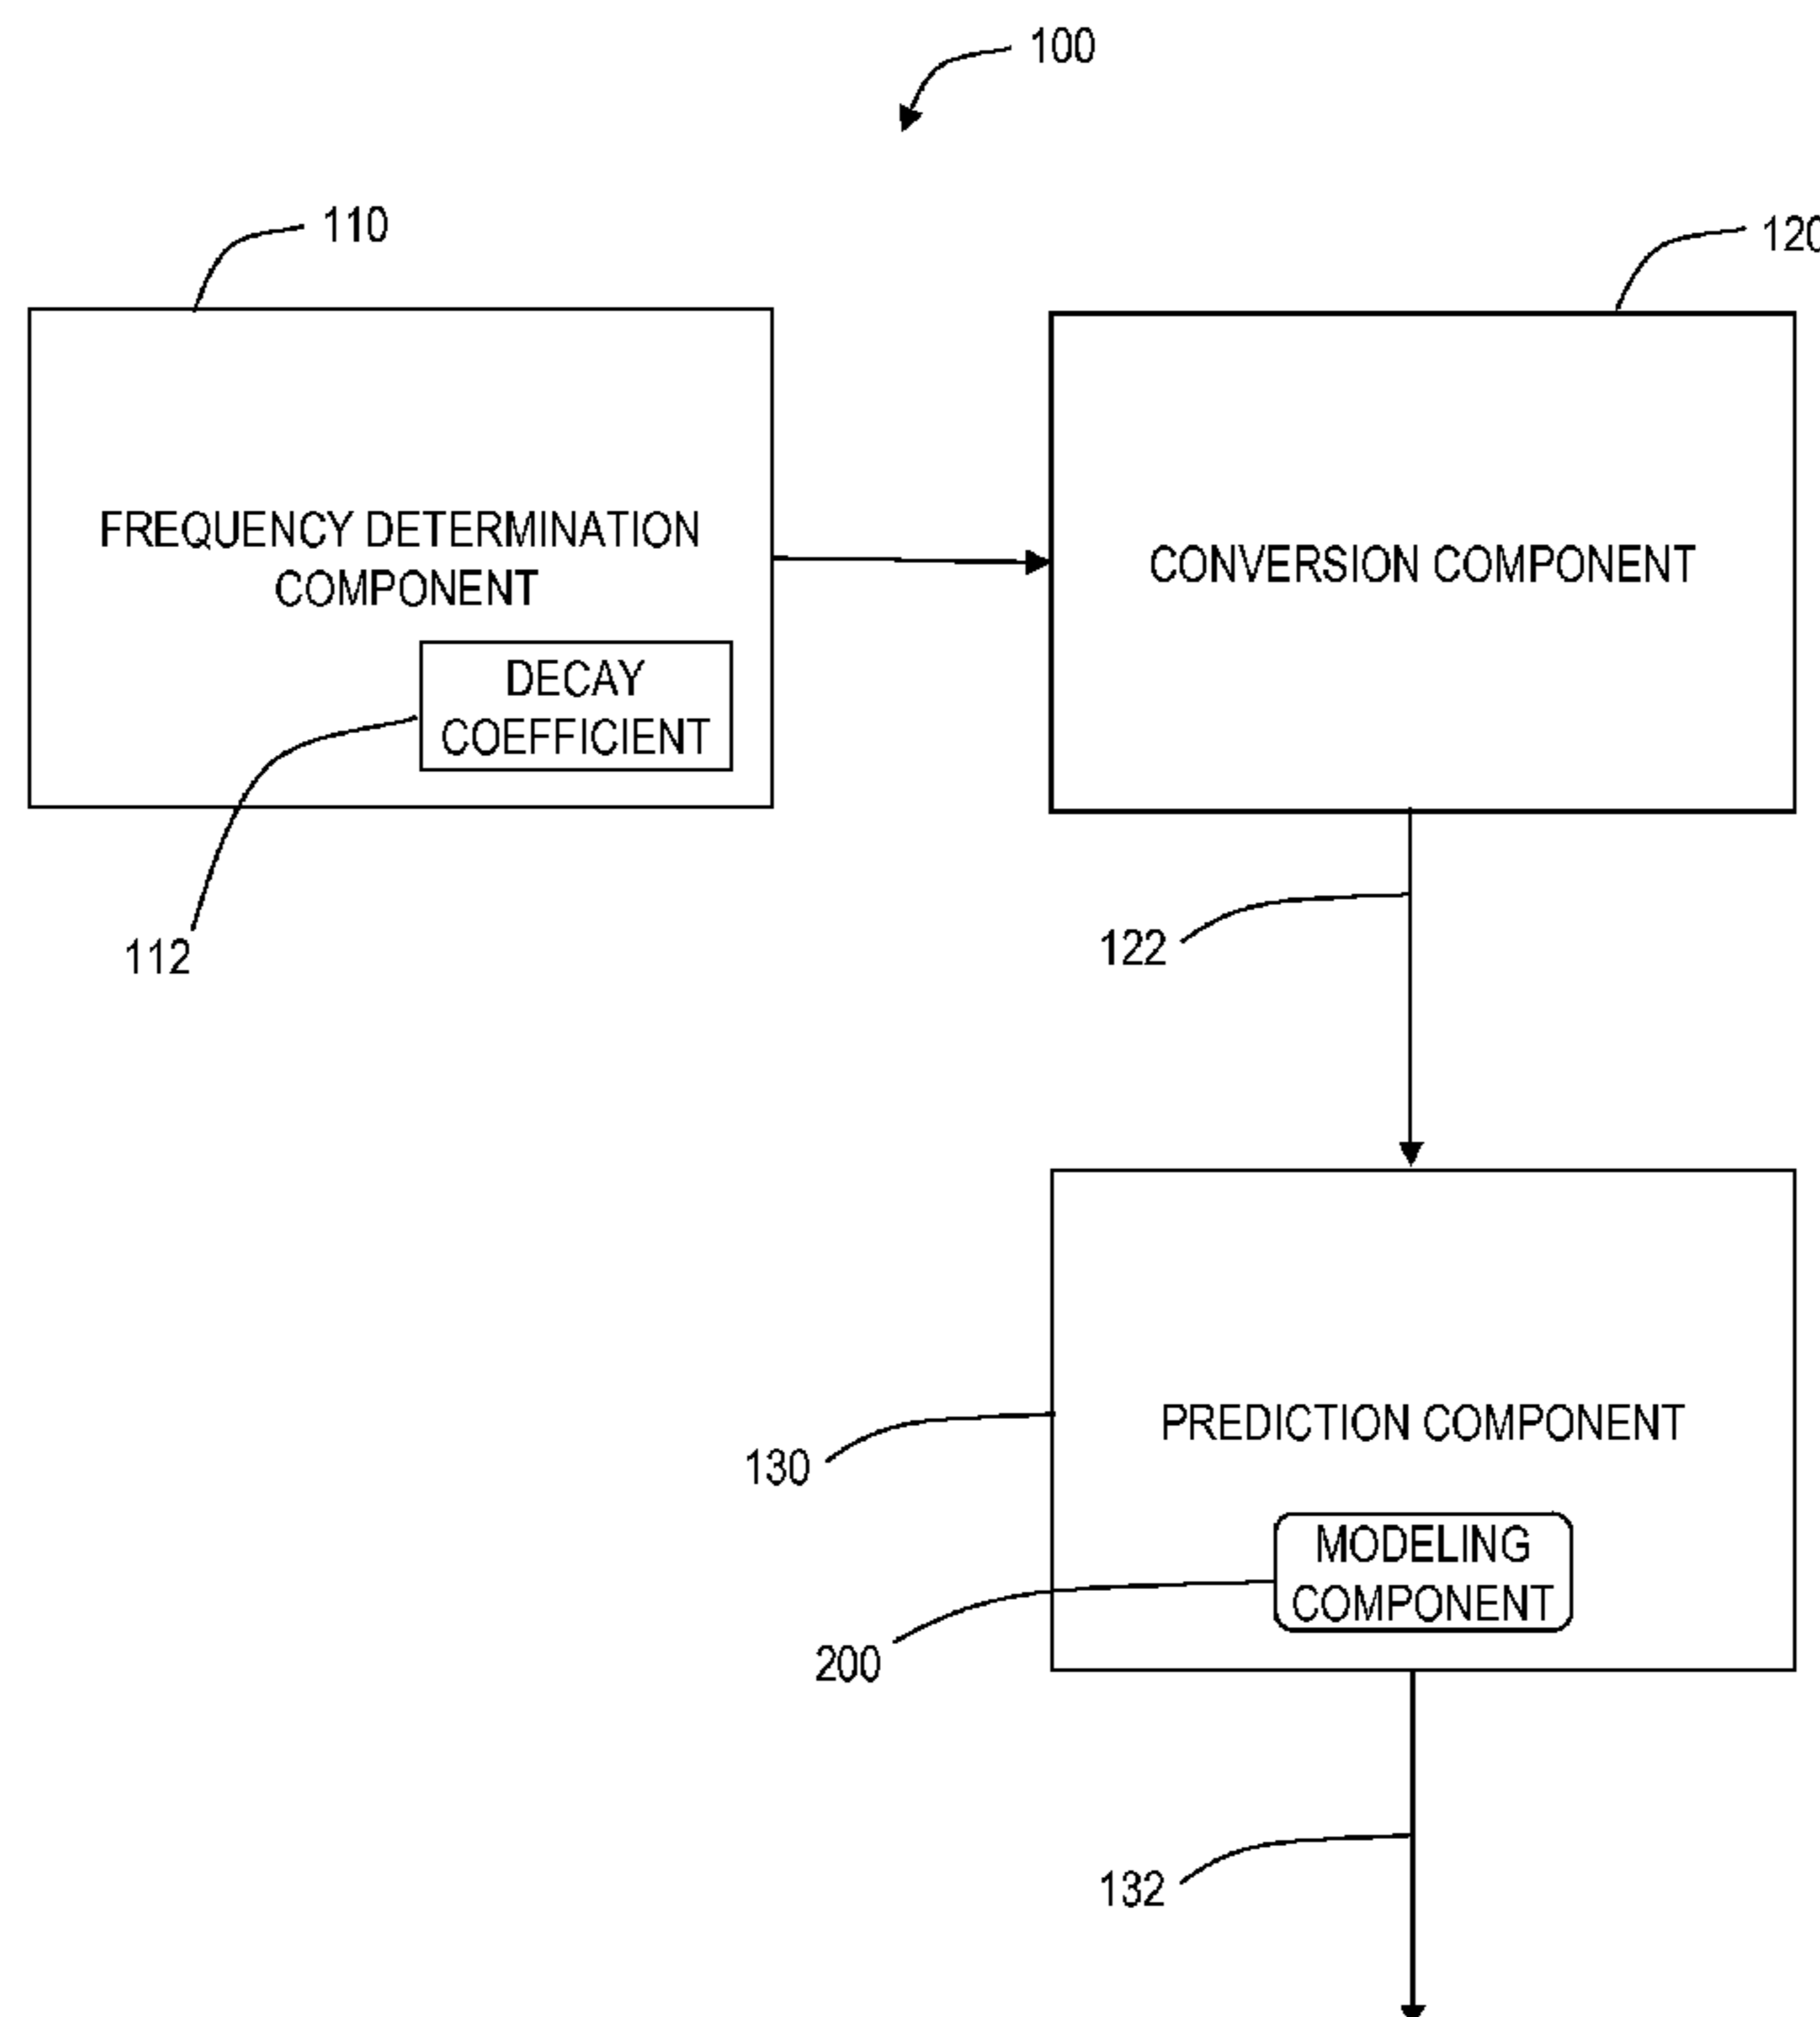 100
110
120
FREQUENCY DETERMINATION
COMPONENT
CONVERSION COMPONENT
DECAY
COEFFICIENT
112
122
PREDICTION COMPONENT
130
MODELING
COMPONENT
200
132